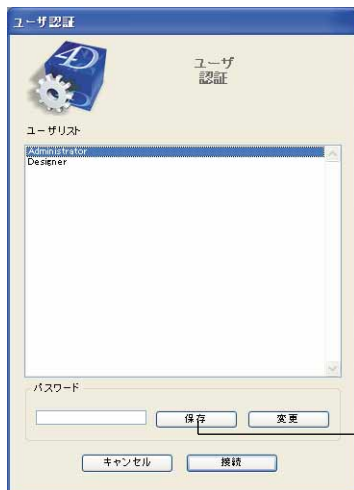 ユーザ認証
4D
ユーザ
認証
ユーザリスト
Administrator
Designer
パスワード
保存
変更
キャンセル
接続